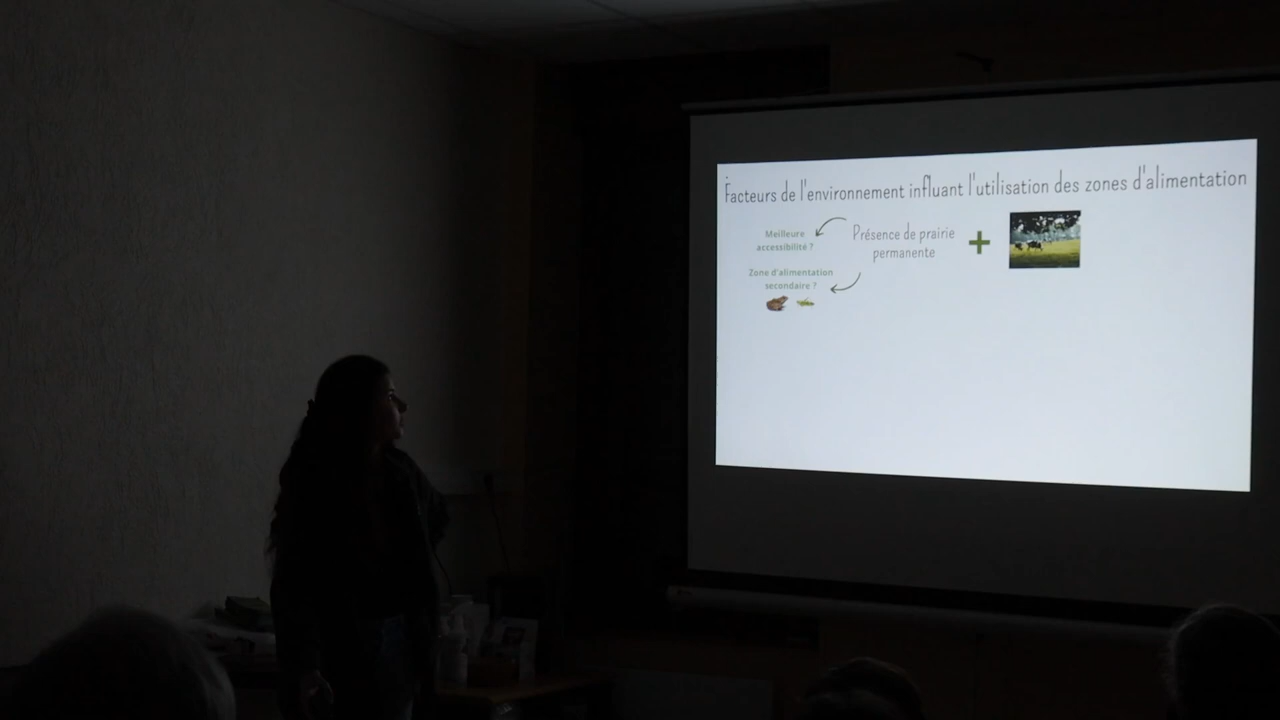 Facteurs de l'environnement influant l'utilisation des zones d'alimentation
Meilleure
accessibilité ?
Présence de prairie
permanente
+
Zone d'alimentation
secondaire ?